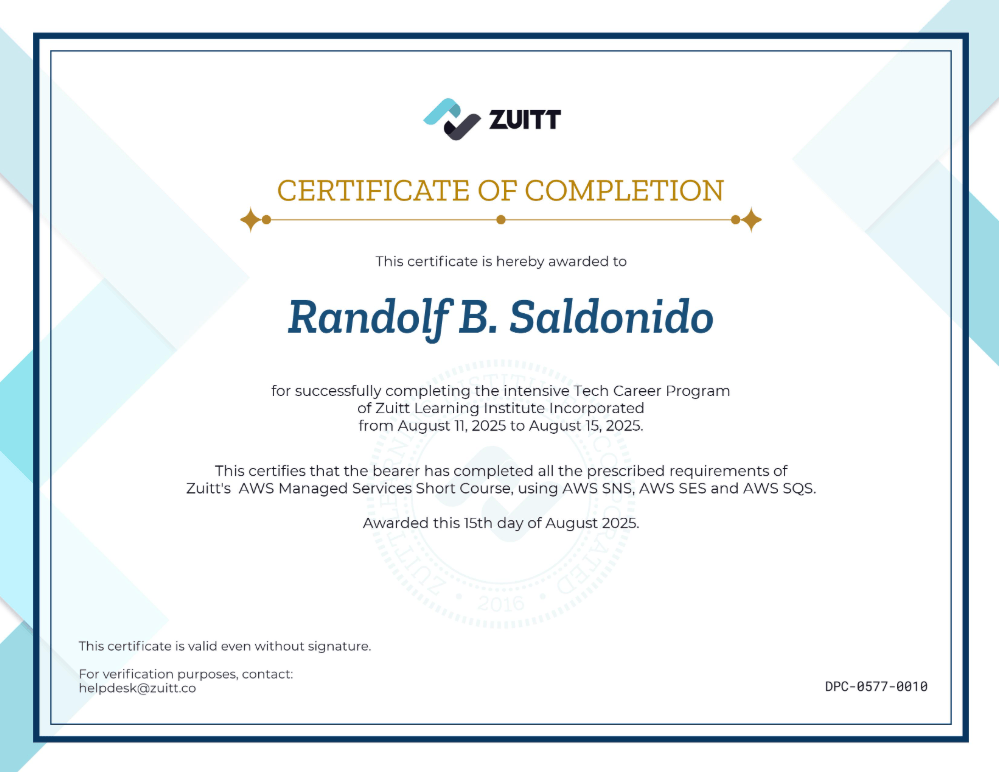 ZUITT
CERTIFICATE OF COMPLETION
This certificate is hereby awarded to
Randolf B. Saldonido
for successfully completing the intensive Tech Career Program
of Zuitt Learning Institute Incorporated
from August 11, 2025 to August 15, 2025.
This certifies that the bearer has completed all the prescribed requirements of
Zuitt's  AWS Managed Services Short Course, using AWS SNS, AWS SES and AWS SQS.
Awarded this 15th day of August 2025.
2016
This certificate is valid even without signature.
For verification purposes, contact:
helpdesk@zuitt.co
DPC-0577-0010